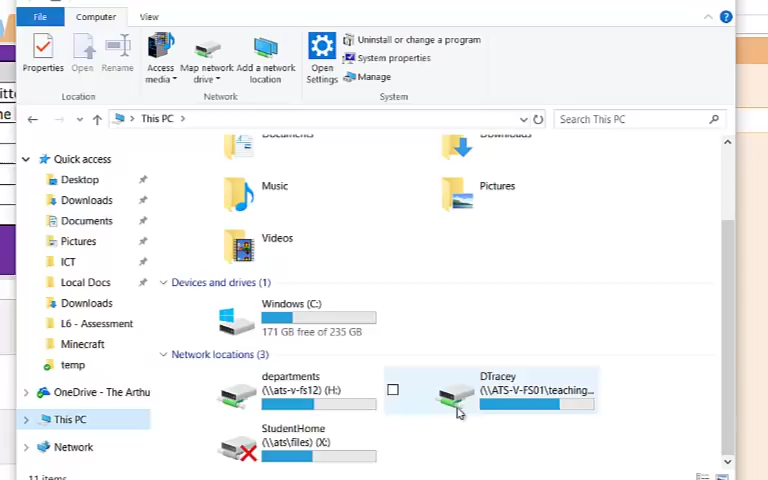 File Computer View
Properties Open Rename Access media Map network drive Add a network location Open Settings Uninstall or change a program
System properties
Manage
Location Network System
This PC Search This PC
Documents Downloads
Quick access
Desktop Music Pictures
Downloads
Documents
Pictures Videos
ICT
Local Docs Devices and drives (1)
Downloads Windows (C:)
L6 - Assessment 171 GB free of 235 GB
Minecraft Network locations (3)
temp departments DTracey
OneDrive - The Arthu (\\ats-v-fs12) (H:) (\\ATS-V-FS01\teaching...
This PC StudentHome
(\\ats\files) (X:)
Network
11 items